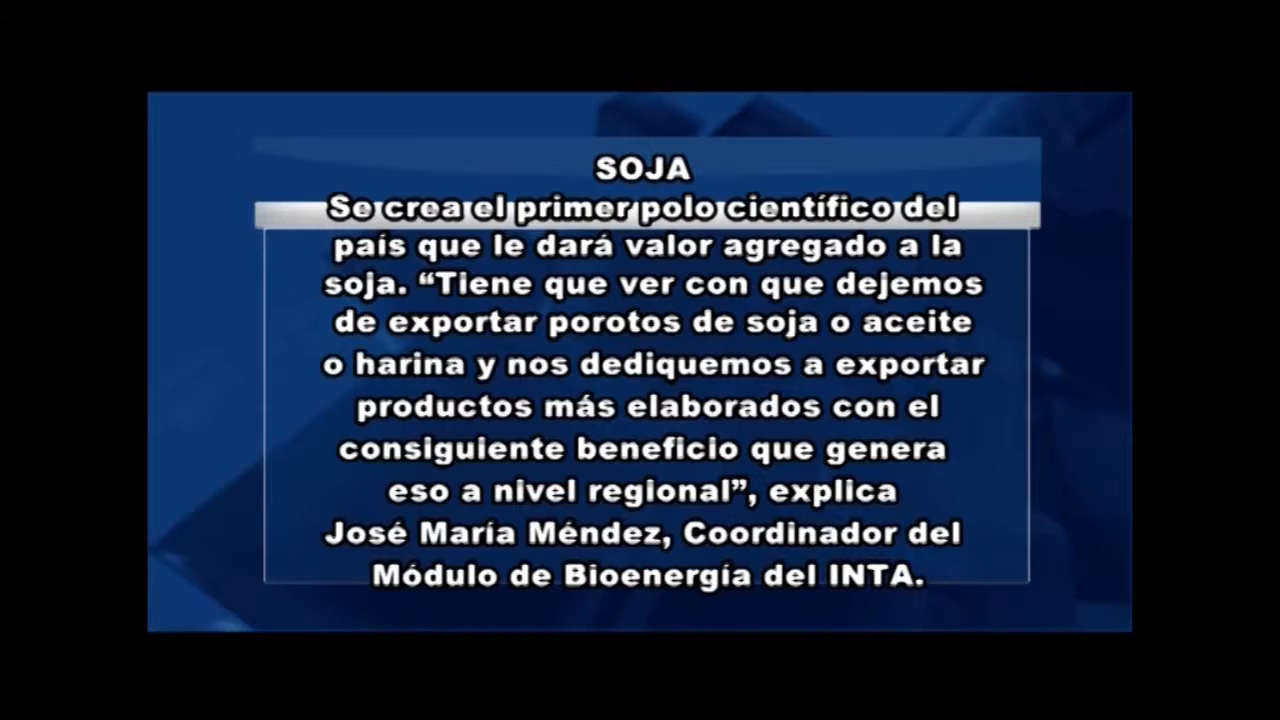 SOJA
Se crea el primer polo científico del
país que le dará valor agregado a la
soja. “Tiene que ver con que dejemos
de exportar porotos de soja o aceite
o harina y nos dediquemos a exportar
productos más elaborados con el
consiguiente beneficio que genera
eso a nivel regional”, explica
José María Méndez, Coordinador del
Módulo de Bioenergía del INTA.